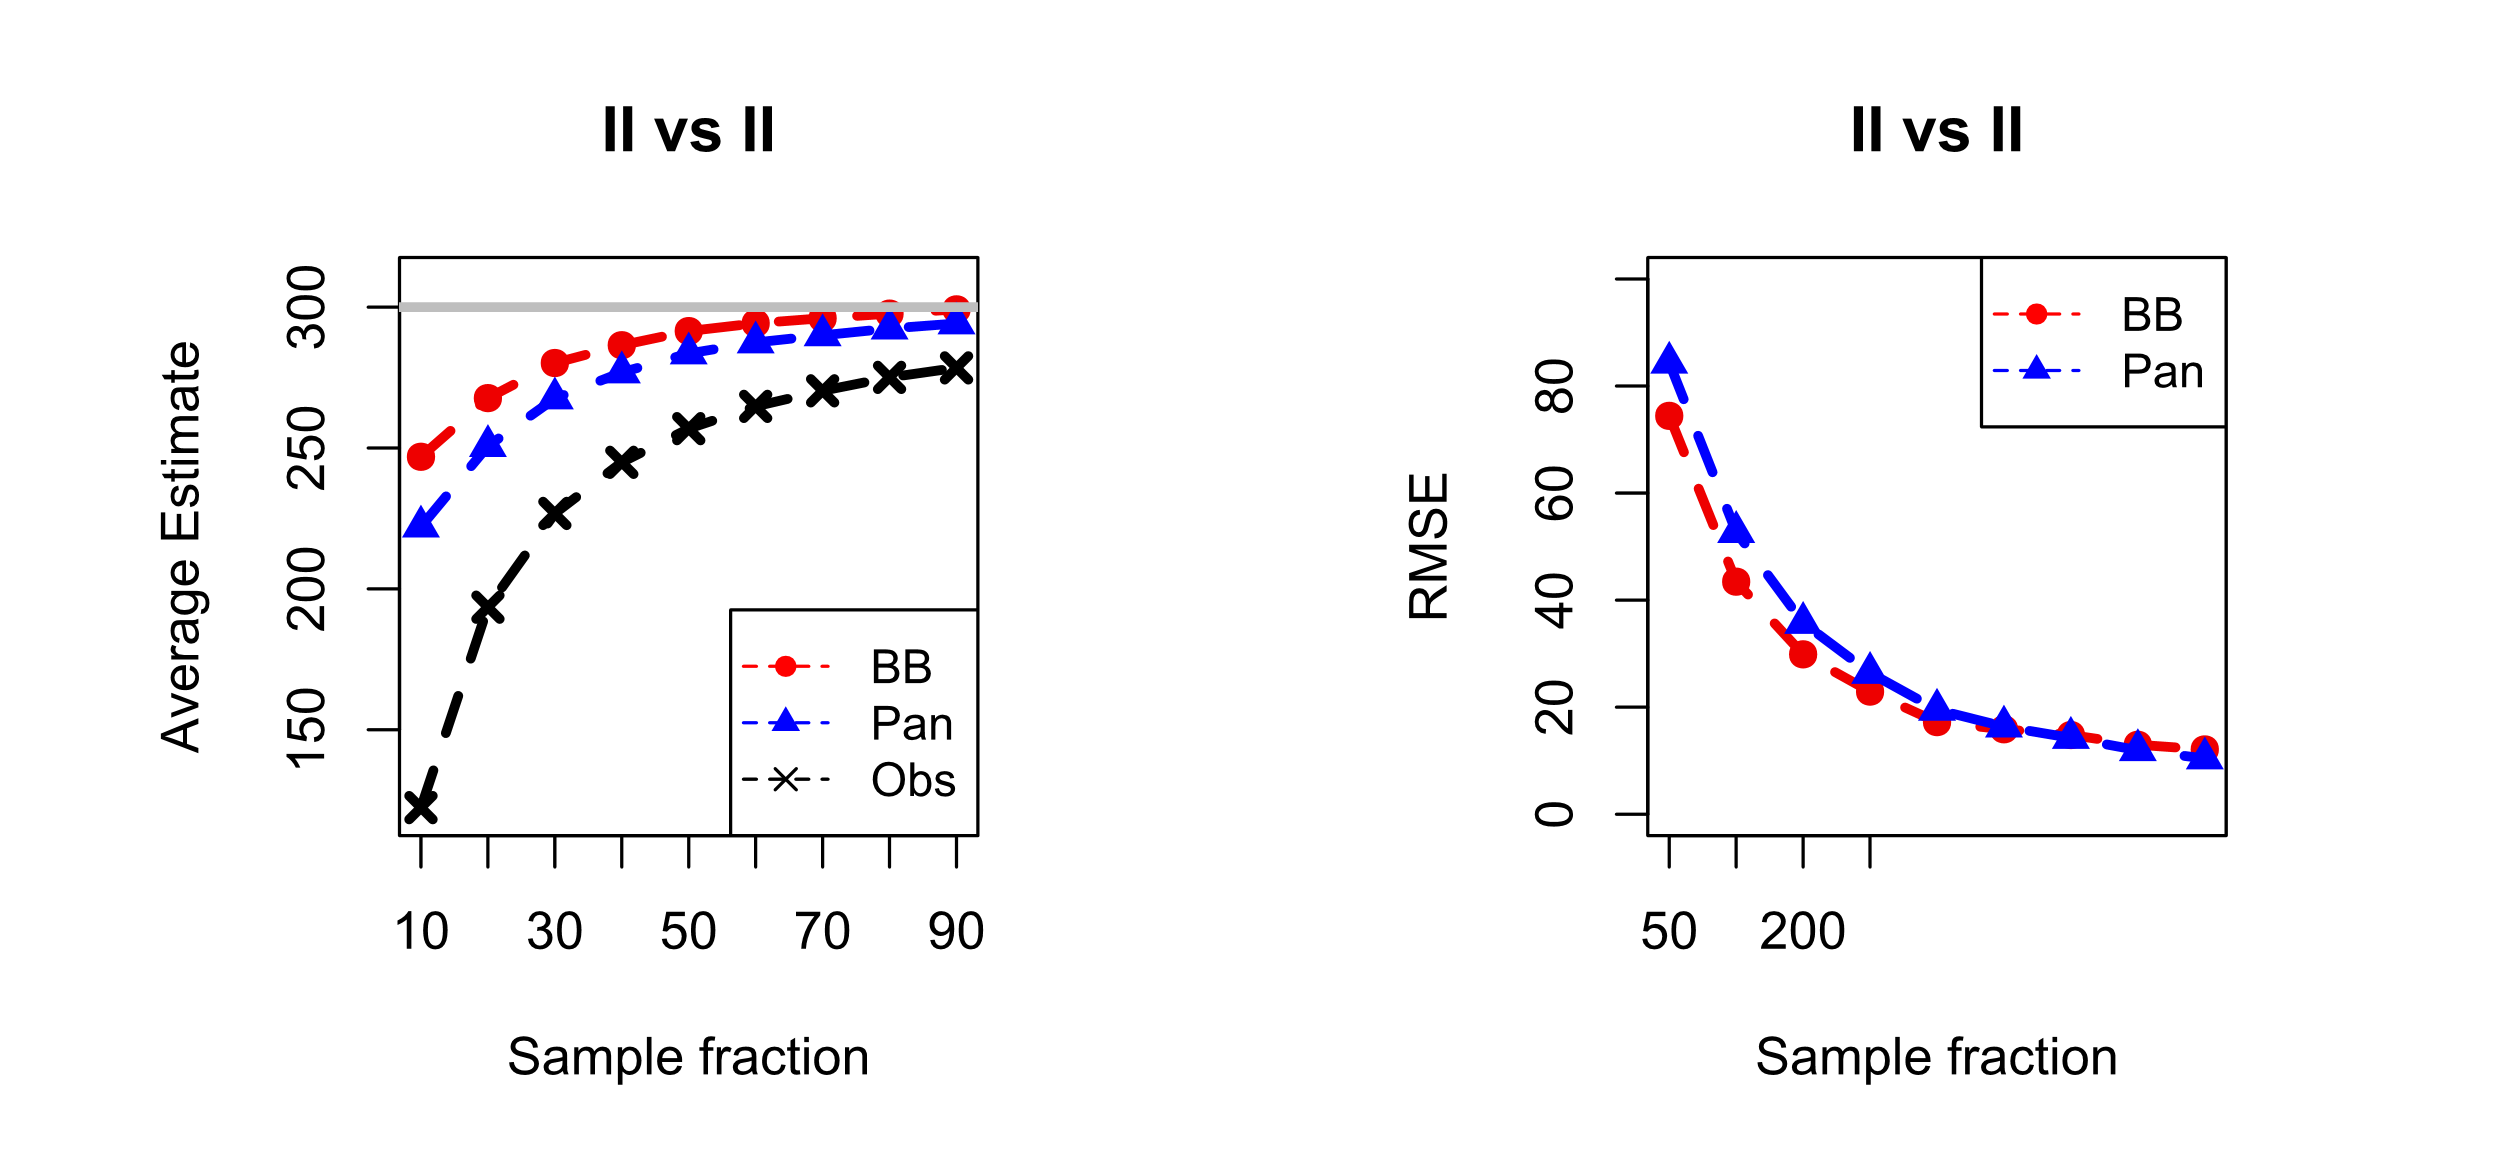 II vs II
Average Estimate
300
250
200
150
BB
Pan
Obs
10 30 50 70 90
Sample fraction
II vs II
RMSE
80
60
40
20
0
BB
Pan
50 200
Sample fraction